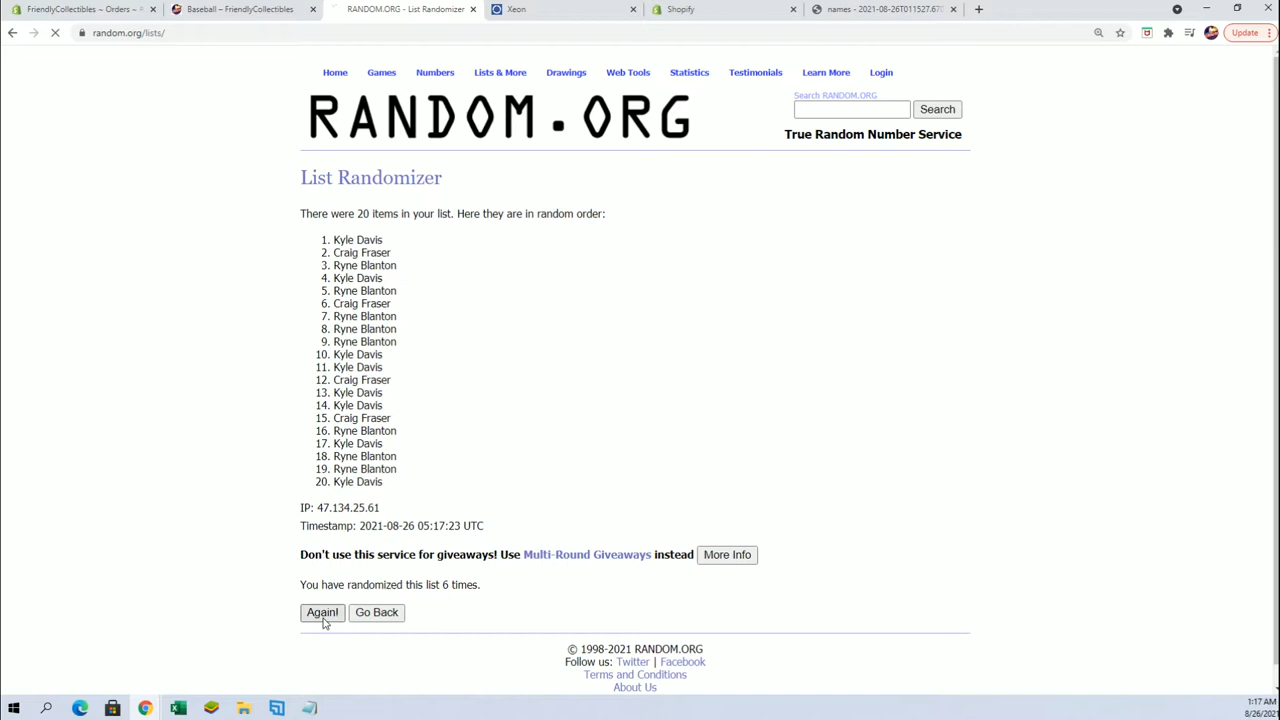 FriendlyCollectibles ~ Orders ~
Baseball – FriendlyCollectibles
RANDOM.ORG - List Randomizer
Xeon
Shopify
names - 2021-08-26T011527.670
random.org/lists/
Update
Home Games Numbers Lists & More Drawings Web Tools Statistics Testimonials Learn More Login
RANDOM.ORG
Search RANDOM.ORG
Search
True Random Number Service
List Randomizer
There were 20 items in your list. Here they are in random order:
1. Kyle Davis
2. Craig Fraser
3. Ryne Blanton
4. Kyle Davis
5. Ryne Blanton
6. Craig Fraser
7. Ryne Blanton
8. Ryne Blanton
9. Ryne Blanton
10. Kyle Davis
11. Kyle Davis
12. Craig Fraser
13. Kyle Davis
14. Kyle Davis
15. Craig Fraser
16. Ryne Blanton
17. Kyle Davis
18. Ryne Blanton
19. Ryne Blanton
20. Kyle Davis
IP: 47.134.25.61
Timestamp: 2021-08-26 05:17:23 UTC
Don't use this service for giveaways! Use Multi-Round Giveaways instead More Info
You have randomized this list 6 times.
Again! Go Back
© 1998-2021 RANDOM.ORG
Follow us: Twitter | Facebook
Terms and Conditions
About Us
1:17 AM
8/26/2021